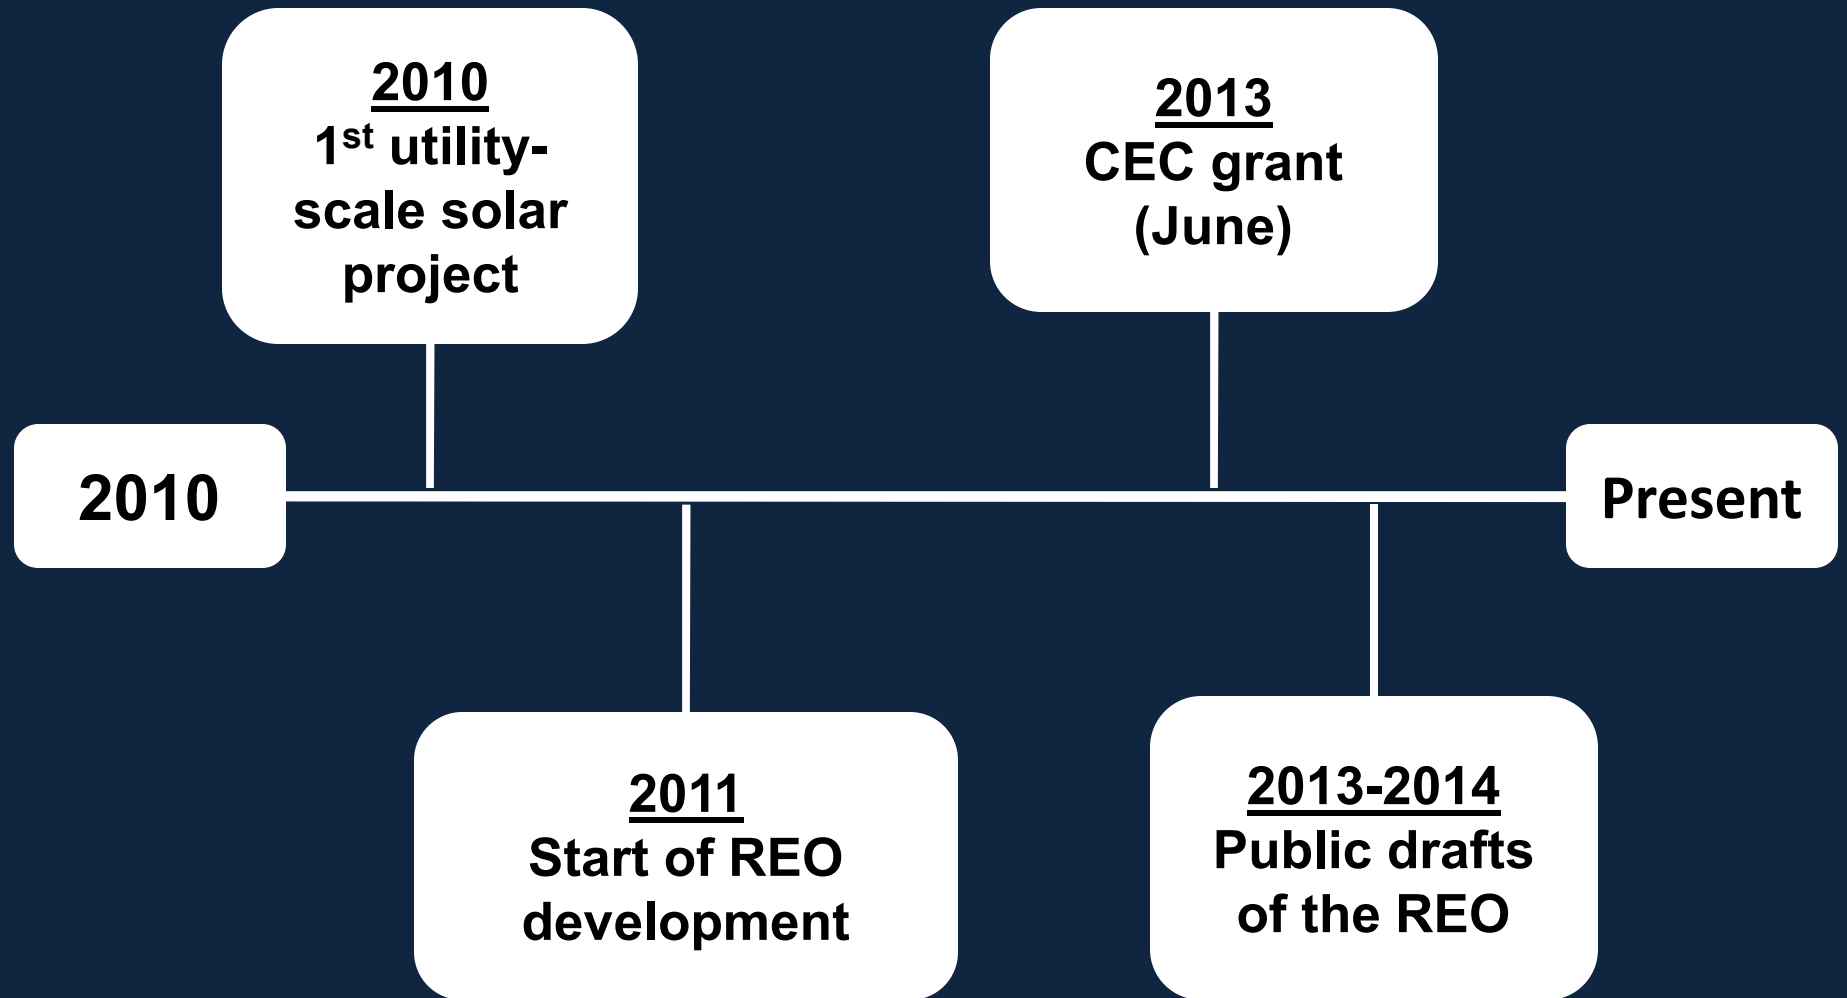 2010
1st utility-
scale solar
project
2013
CEC grant
(June)
2010
Present
2011
Start of REO
development
2013-2014
Public drafts
of the REO